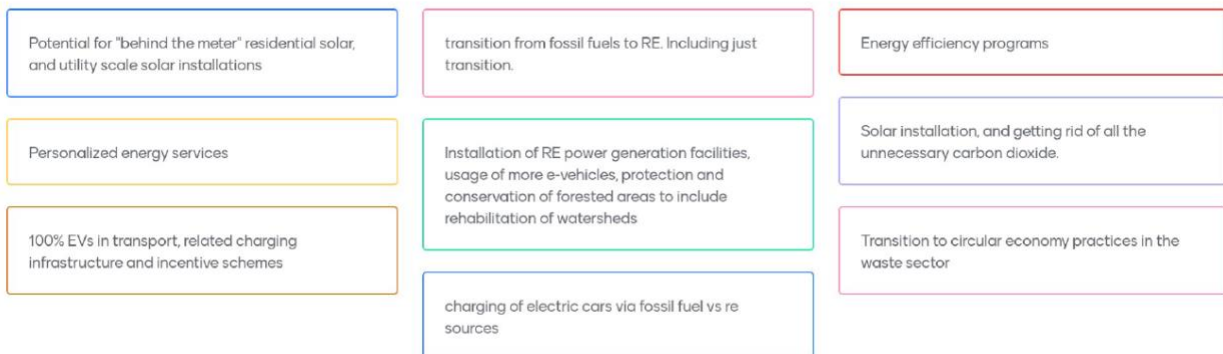 Potential for "behind the meter" residential solar,
and utility scale solar installations
Personalized energy services
100% EVs in transport, related charging
infrastructure and incentive schemes
transition from fossil fuels to RE. Including just
transition.
Installation of RE power generation facilities,
usage of more e-vehicles, protection and
conservation of forested areas to include
rehabilitation of watersheds
charging of electric cars via fossil fuel vs re
sources
Energy efficiency programs
Solar installation, and getting rid of all the
unnecessary carbon dioxide.
Transition to circular economy practices in the
waste sector